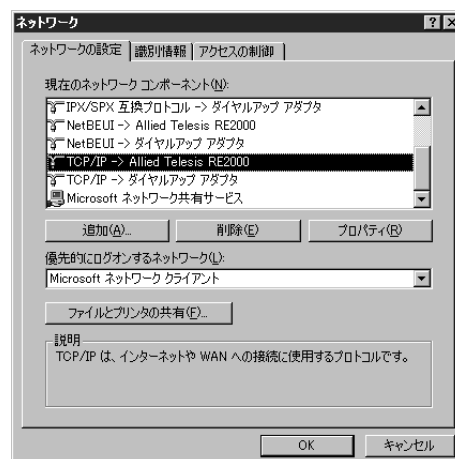 ネットワーク
ネットワークの設定 識別情報 アクセスの制御
現在のネットワーク コンポーネント(N):
IPX/SPX 互換プロトコル -> ダイヤルアップ アダプタ
NetBEUI -> Allied Telesis RE2000
NetBEUI -> ダイヤルアップ アダプタ
TCP/IP -> Allied Telesis RE2000
TCP/IP -> ダイヤルアップ アダプタ
Microsoft ネットワーク共有サービス
追加(A)... 削除(E) プロパティ(R)
優先的にログオンするネットワーク(L):
Microsoft ネットワーク クライアント
ファイルとプリンタの共有(F)...
説明
TCP/IP は、インターネットや WAN への接続に使用するプロトコルです。
OK キャンセル